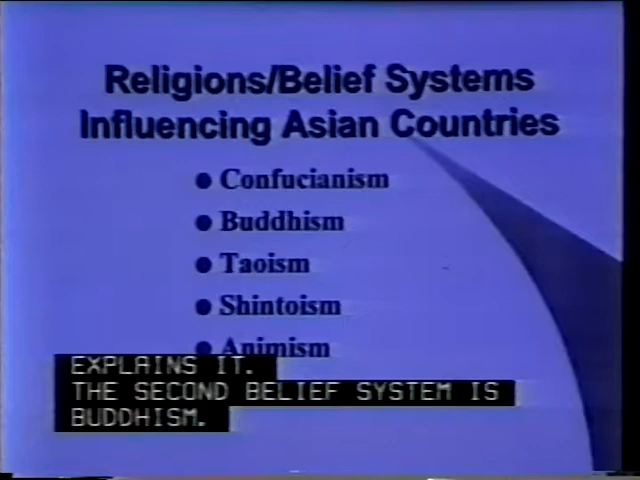 Religions/Belief Systems
Influencing Asian Countries
● Confucianism
● Buddhism
● Taoism
● Shintoism
● Animism
EXPLAINS IT.
THE SECOND BELIEF SYSTEM IS
BUDDHISM.